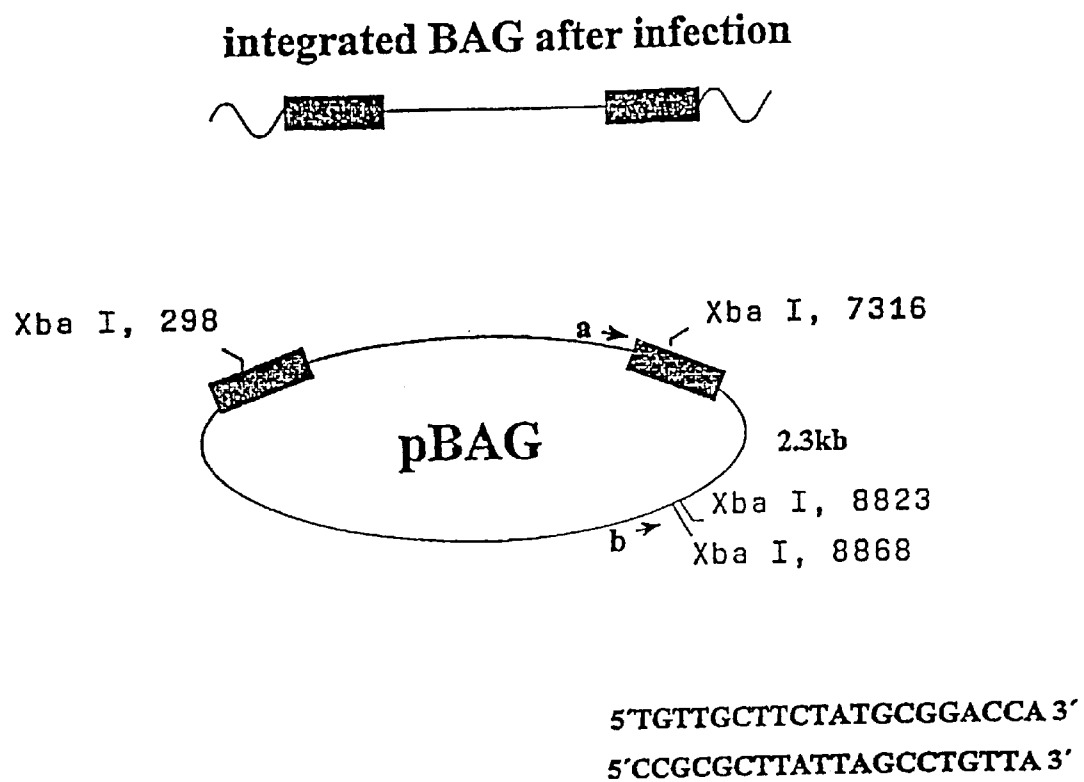 integrated BAG after infection
Xba I, 298
a
Xba I, 7316
pBAG
2.3kb
Xba I, 8823
b
Xba I, 8868
5´TGTTGCTTCTATGCGGACCA 3´
5´CCGCGCTTATTAGCCTGTTA 3´